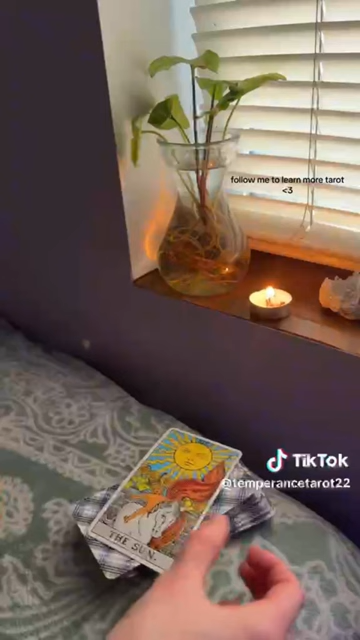 follow me to learn more tarot
<3
TikTok
@temperancetarot22
THE SUN.